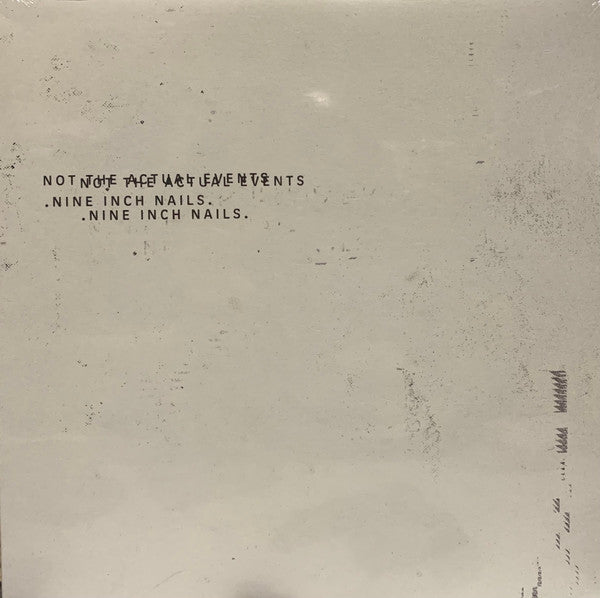 NOT THE ACTUAL EVENTS
NOT THE ACTUAL EVENTS
.NINE INCH NAILS.
.NINE INCH NAILS.